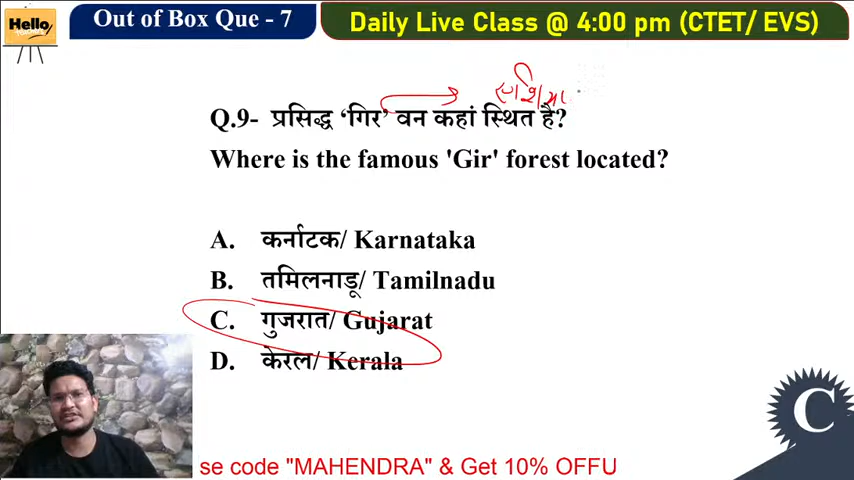 Hello
Out of Box Que - 7
Daily Live Class @ 4:00 pm (CTET/ EVS)
Q.9- प्रसिद्ध ‘गिर’ वन कहां स्थित है?
Where is the famous 'Gir' forest located?
A. कर्नाटक/ Karnataka
B. तमिलनाडू/ Tamilnadu
C. गुजरात/ Gujarat
D. केरल/ Kerala
C
se code "MAHENDRA" & Get 10% OFFU